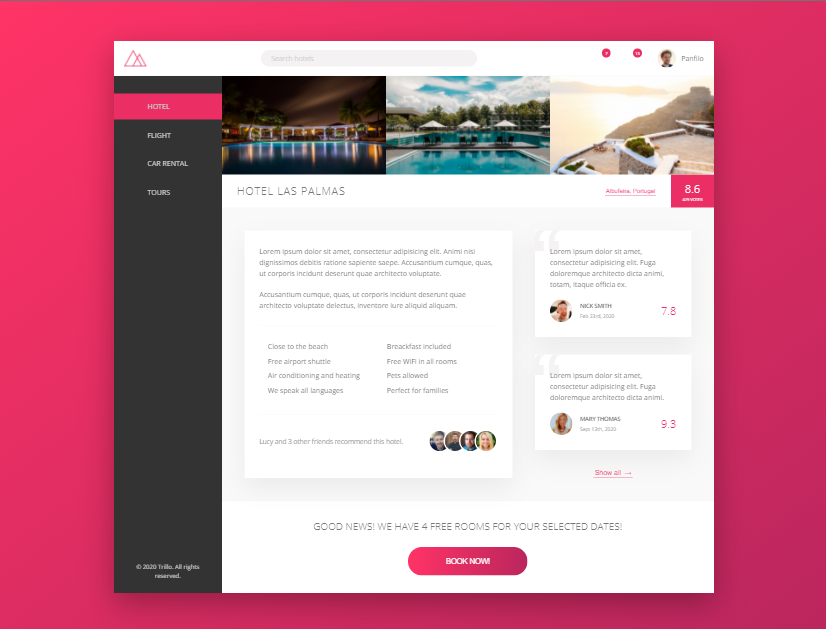 Search hotels
7
13
Panfilo
HOTEL
FLIGHT
CAR RENTAL
TOURS
© 2020 Trillo. All rights
reserved.
HOTEL LAS PALMAS
Albufeira, Portugal
8.6
VOTES
Lorem ipsum dolor sit amet, consectetur adipisicing elit. Animi nisi
dignissimos debitis ratione sapiente saepe. Accusantium cumque, quas,
ut corporis incidunt deserunt quae architecto voluptate.
Accusantium cumque, quas, ut corporis incidunt deserunt quae
architecto voluptate delectus, inventore iure aliquid aliquam.
Close to the beach
Breackfast included
Free airport shuttle
Free WiFi in all rooms
Air conditioning and heating
Pets allowed
We speak all languages
Perfect for families
Lucy and 3 other friends recommend this hotel.
Lorem ipsum dolor sit amet,
consectetur adipisicing elit. Fuga
doloremque architecto dicta animi,
totam, itaque officia ex.
NICK SMITH
Feb 23rd, 2020
7.8
Lorem ipsum dolor sit amet,
consectetur adipisicing elit. Fuga
doloremque architecto dicta animi.
MARY THOMAS
Sept 13th, 2020
9.3
Show all →
GOOD NEWS! WE HAVE 4 FREE ROOMS FOR YOUR SELECTED DATES!
BOOK NOW!